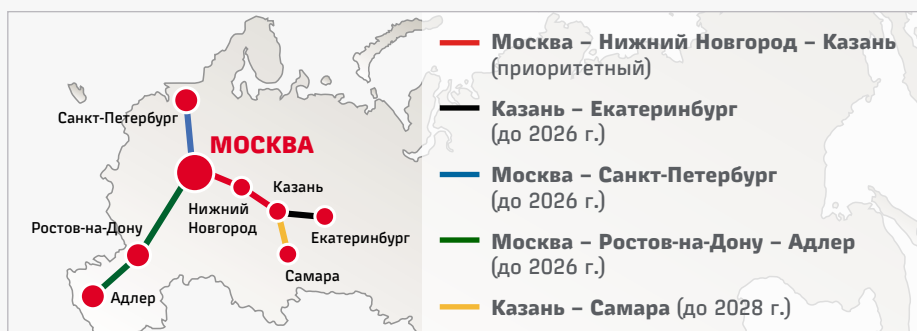 Санкт-Петербург
МОСКВА
Казань
Нижний
Новгород
Ростов-на-Дону
Екатеринбург
Самара
Адлер
Москва – Нижний Новгород – Казань
(приоритетный)
Казань – Екатеринбург
(до 2026 г.)
Москва – Санкт-Петербург
(до 2026 г.)
Москва – Ростов-на-Дону – Адлер
(до 2026 г.)
Казань – Самара (до 2028 г.)